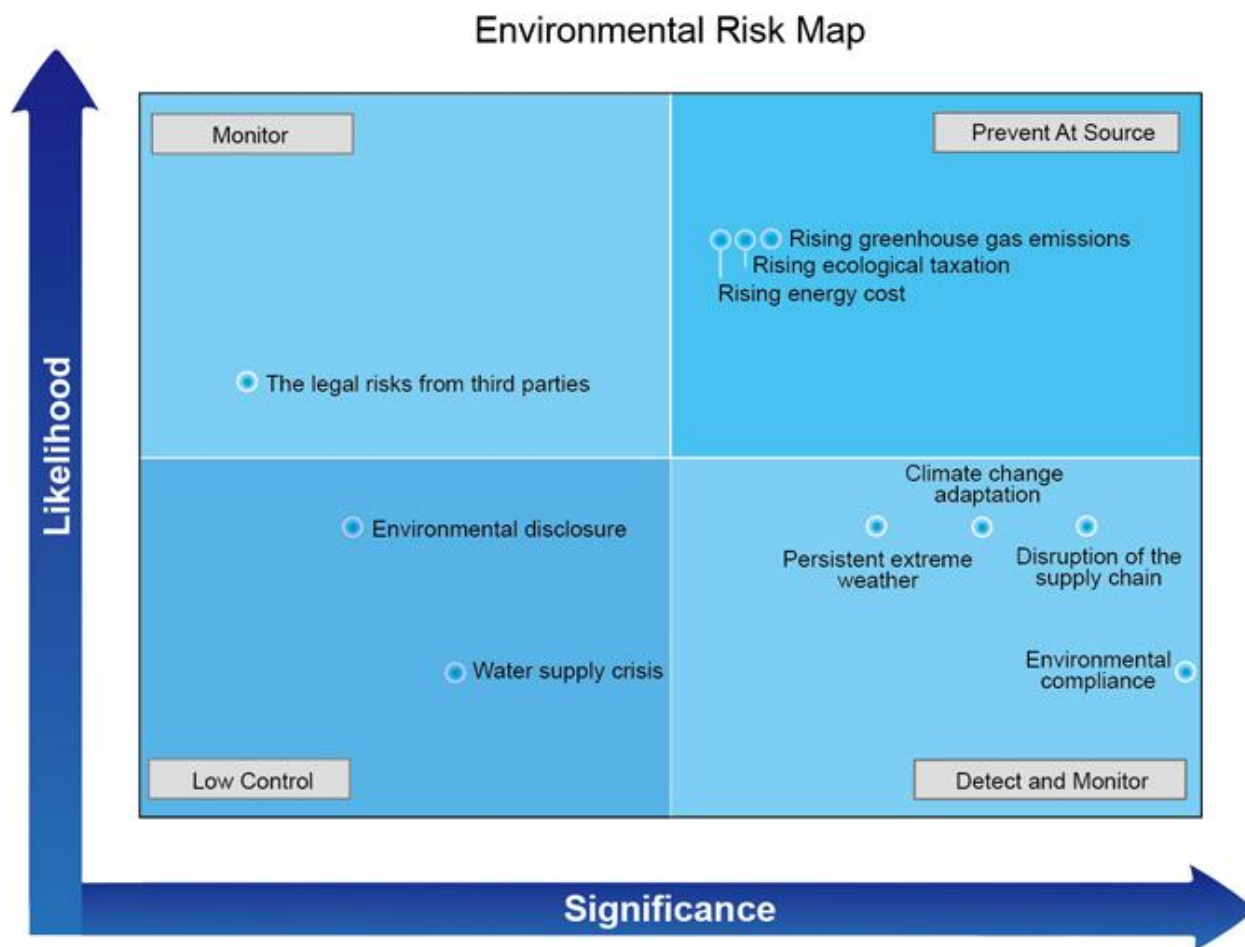 Environmental Risk Map
Monitor
Prevent At Source
Rising greenhouse gas emissions
Rising ecological taxation
Rising energy cost
The legal risks from third parties
Likelihood
Climate change
adaptation
Environmental disclosure
Persistent extreme
weather
Disruption of the
supply chain
Water supply crisis
Environmental
compliance
Low Control
Detect and Monitor
Significance